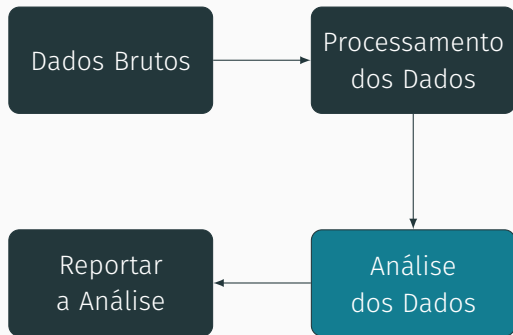 Dados Brutos
Processamento
dos Dados
Reportar
a Análise
Análise
dos Dados